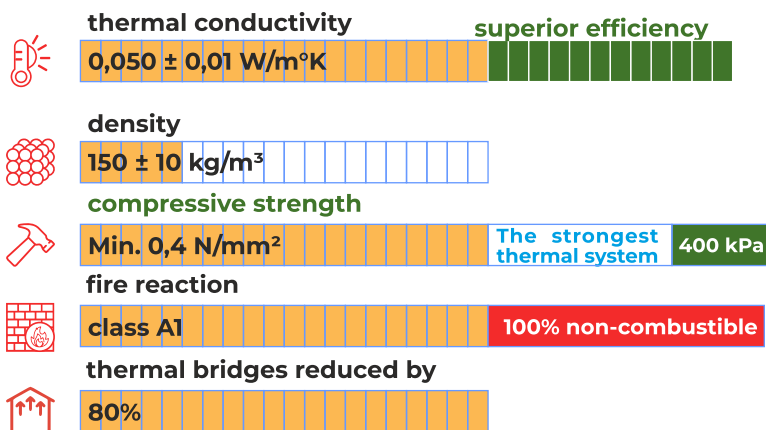 thermal conductivity
superior efficiency
0,050 ± 0,01 W/m°K
density
150 ± 10 kg/m³
compressive strength
Min. 0,4 N/mm²
The strongest
thermal system
400 kPa
fire reaction
class A1
100% non-combustible
thermal bridges reduced by
80%